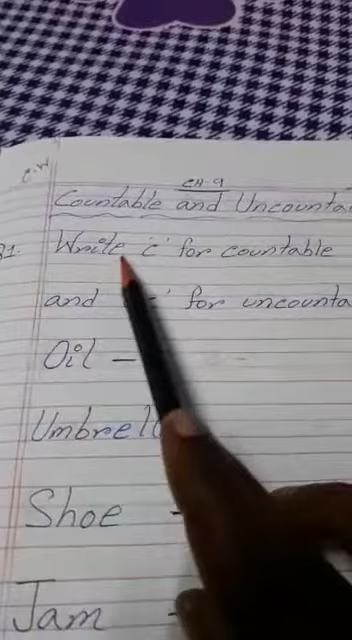 C.W
CH-9
Countable and Uncounta
Q1. Write 'c' for countable
and ' for uncounta
Oil -
Umbrell
Shoe -
Jam -